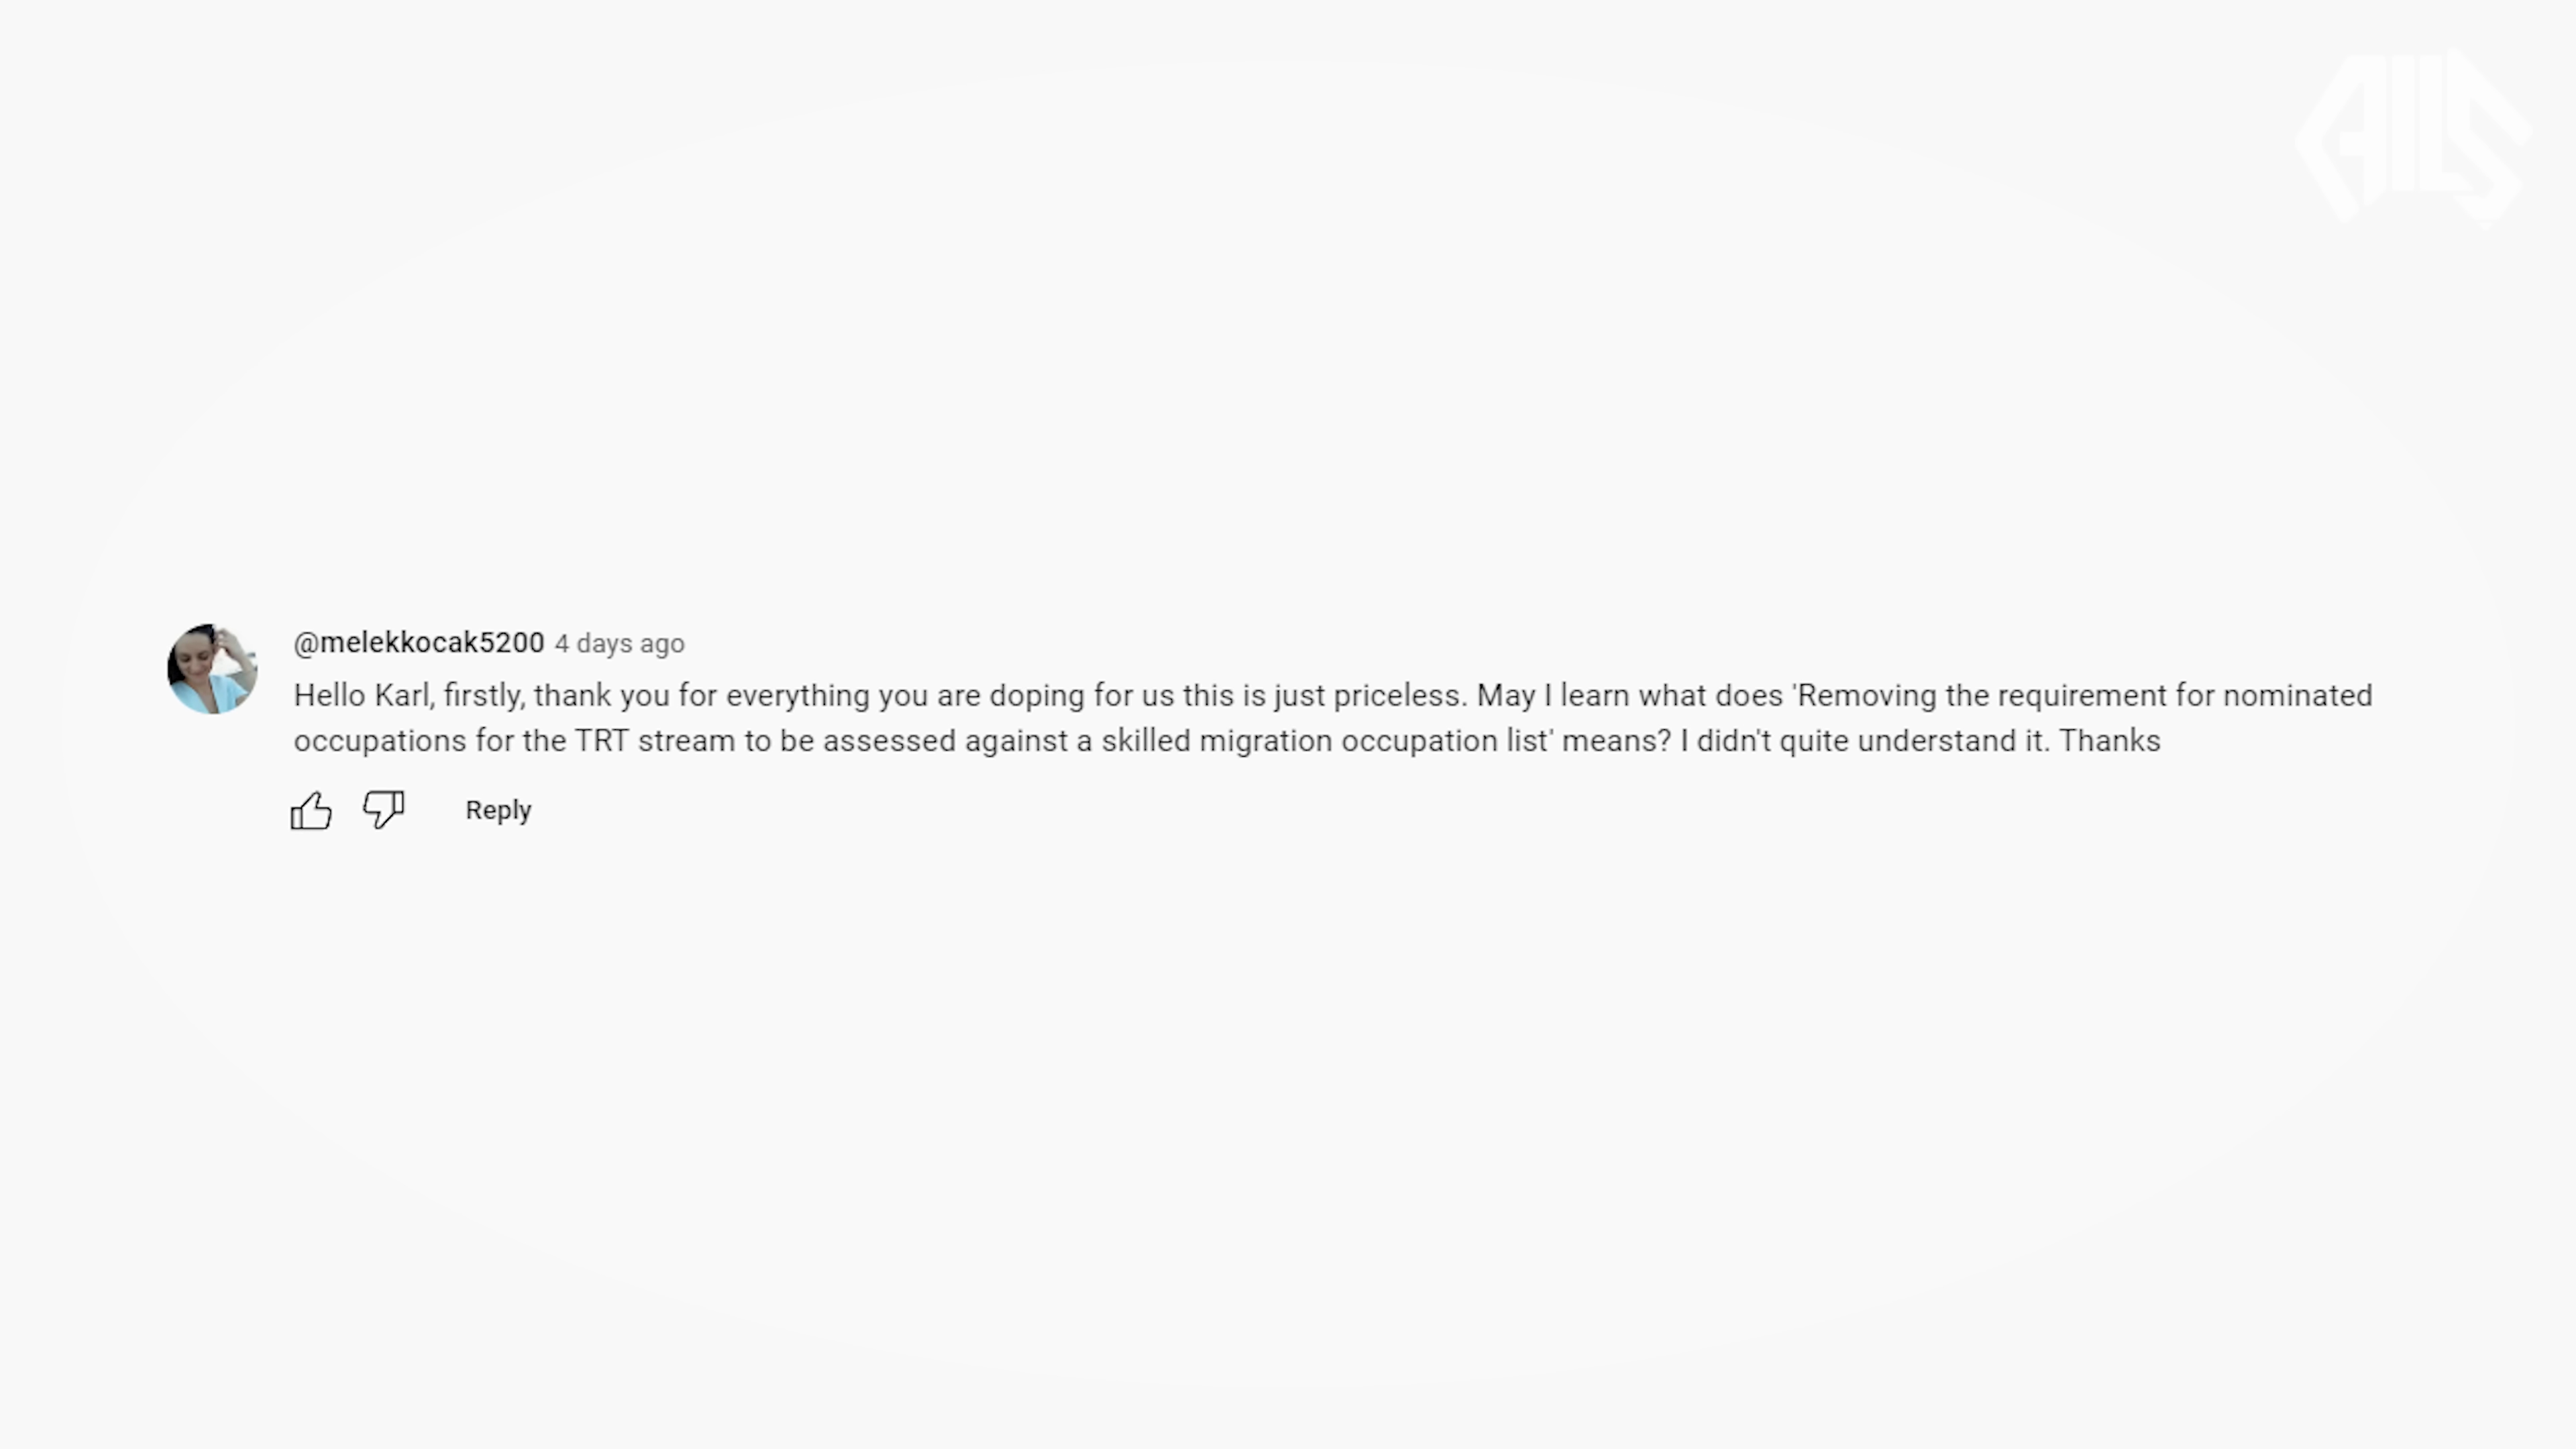 AILS
@melekkocak5200 4 days ago
Hello Karl, firstly, thank you for everything you are doping for us this is just priceless. May I learn what does 'Removing the requirement for nominated
occupations for the TRT stream to be assessed against a skilled migration occupation list' means? I didn't quite understand it. Thanks
Reply